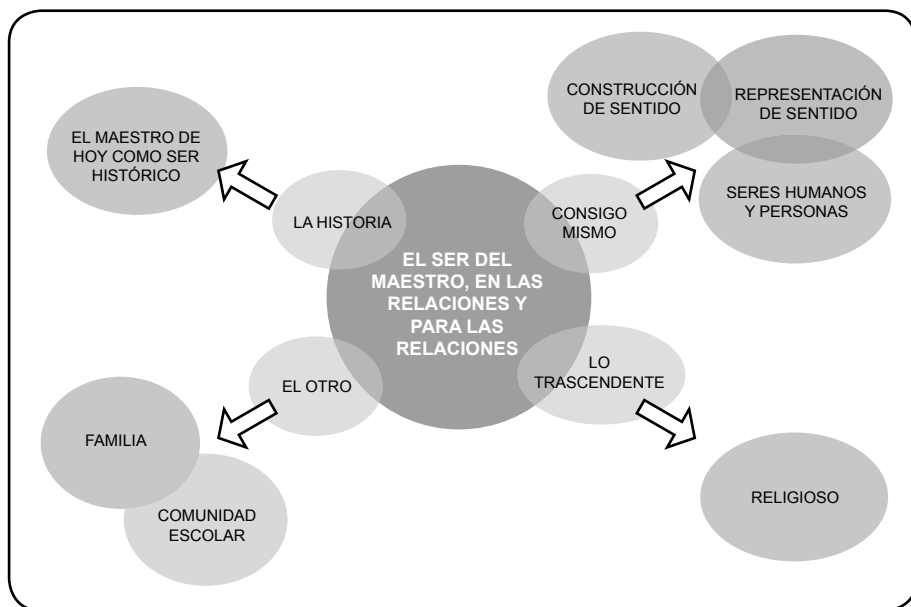 CONSTRUCCIÓN
DE SENTIDO
REPRESENTACIÓN
DE SENTIDO
EL MAESTRO DE
HOY COMO SER
HISTÓRICO
SERES HUMANOS
Y PERSONAS
LA HISTORIA
CONSIGO
MISMO
EL SER DEL
MAESTRO, EN LAS
RELACIONES Y
PARA LAS
RELACIONES
EL OTRO
LO
TRASCENDENTE
FAMILIA
COMUNIDAD
ESCOLAR
RELIGIOSO